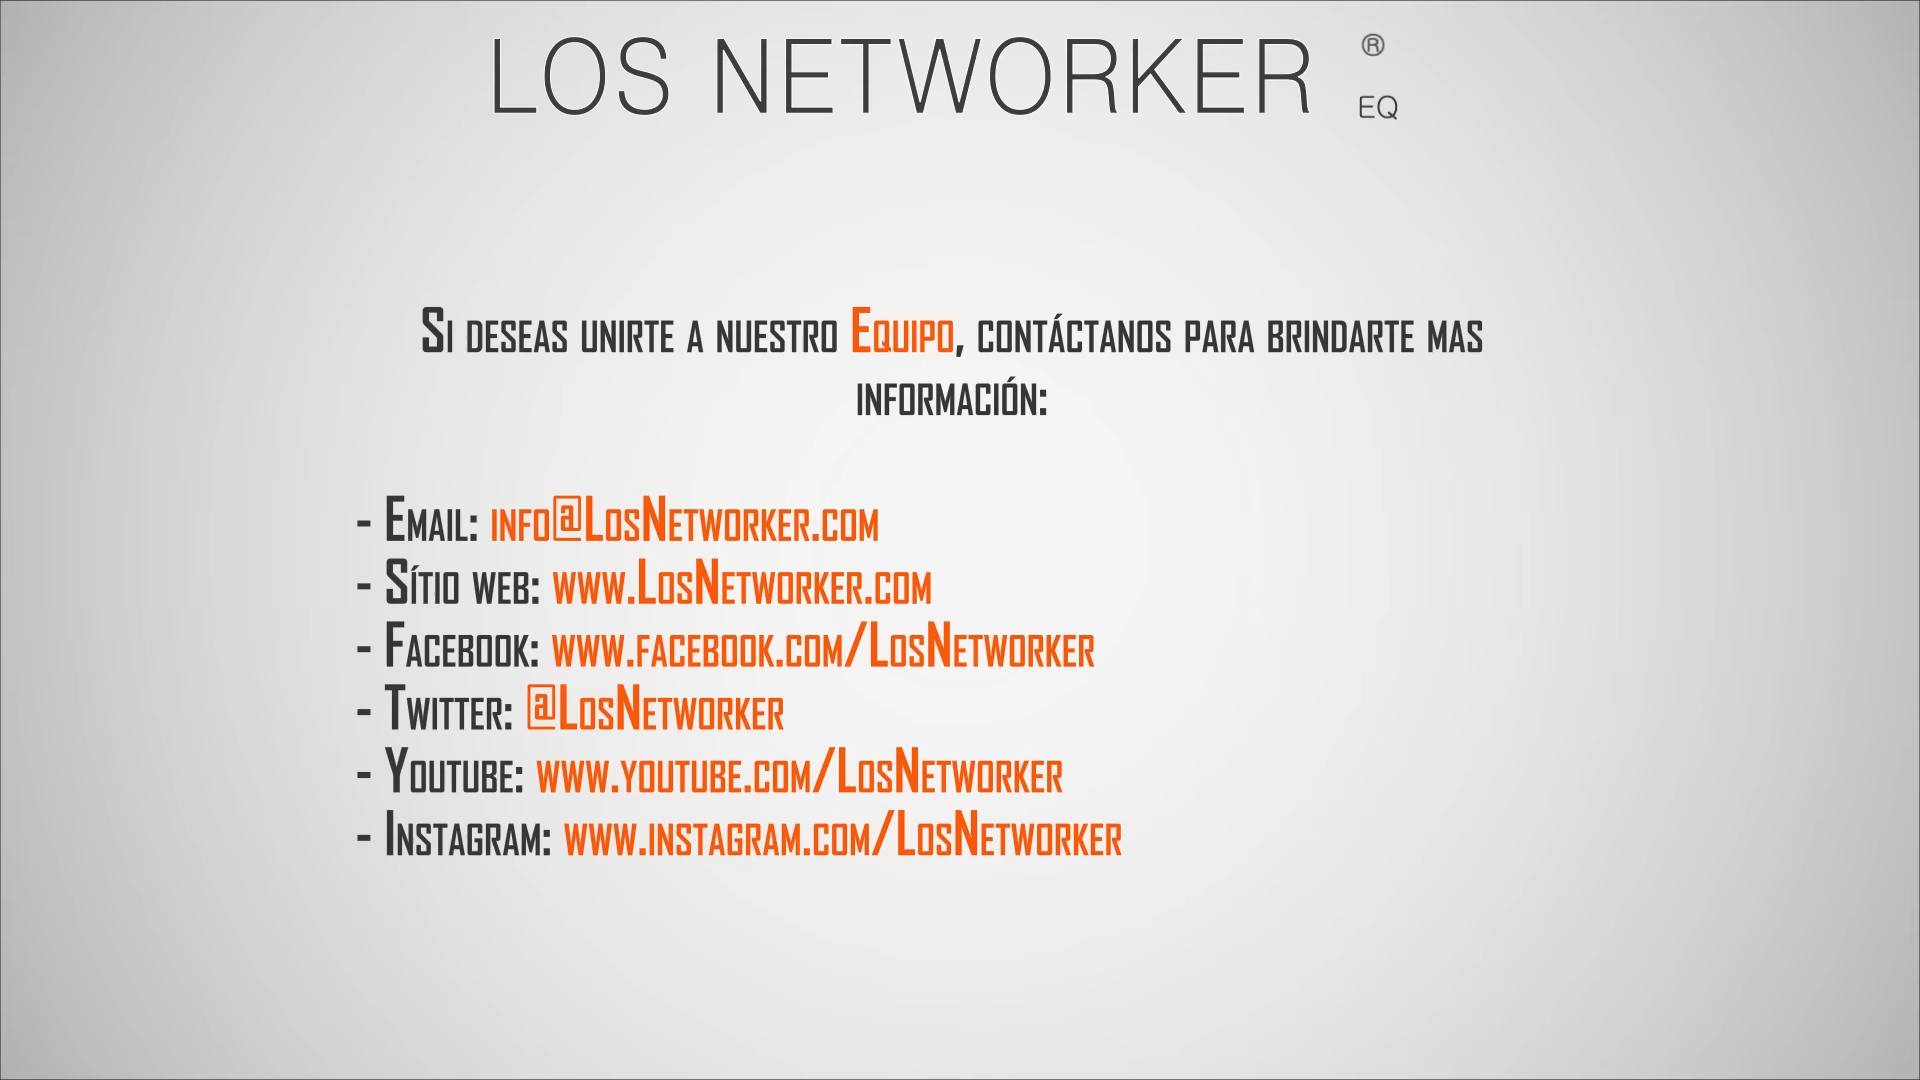 LOS NETWORKER ®
EQ
Si deseas unirte a nuestro Equipo, contáctanos para brindarte mas
información:
- Email: info@LosNetworker.com
- Sítio web: www.LosNetworker.com
- Facebook: www.facebook.com/LosNetworker
- Twitter: @LosNetworker
- Youtube: www.youtube.com/LosNetworker
- Instagram: www.instagram.com/LosNetworker